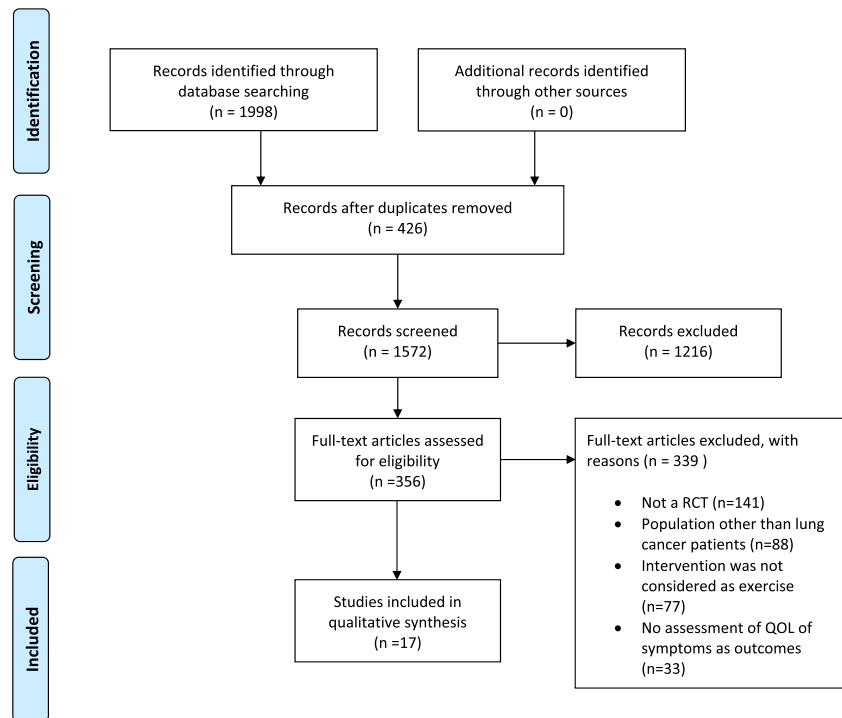 Identification
Records identified through
database searching
(n = 1998)
Additional records identified
through other sources
(n = 0)
Records after duplicates removed
(n = 426)
Screening
Records screened
(n = 1572)
Records excluded
(n = 1216)
Eligibility
Full-text articles assessed
for eligibility
(n =356)
Full-text articles excluded, with
reasons (n = 339 )
• Not a RCT (n=141)
• Population other than lung
cancer patients (n=88)
• Intervention was not
considered as exercise
(n=77)
• No assessment of QOL of
symptoms as outcomes
(n=33)
Included
Studies included in
qualitative synthesis
(n =17)